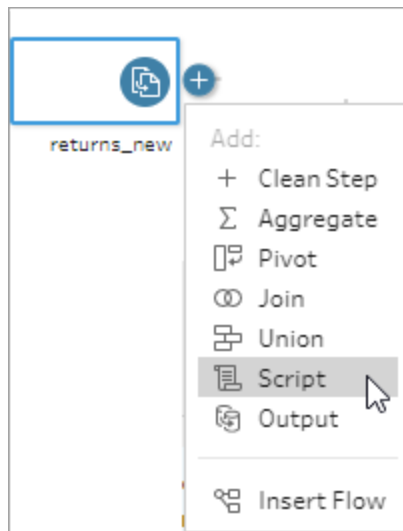 returns_new
Add:
Clean Step
Aggregate
Pivot
Join
Union
Script
Output
Insert Flow